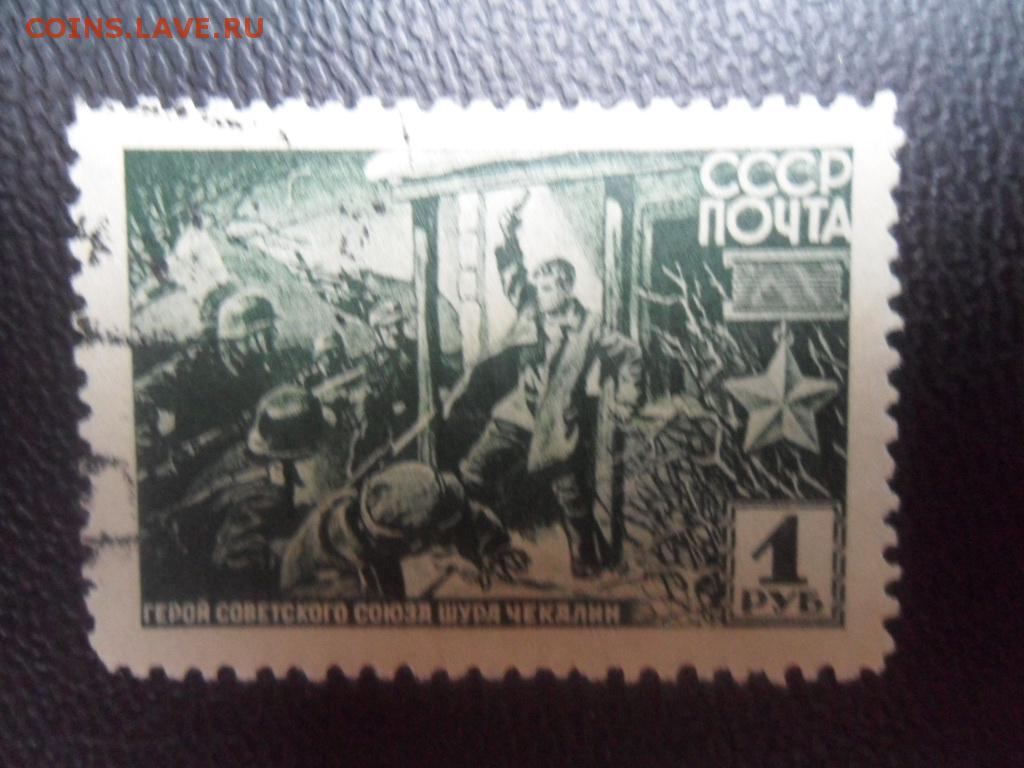 COINS.LAVE.RU
СССР
ПОЧТА
1
РУБ
ГЕРОЙ СОВЕТСКОГО СОЮЗА ШУРА ЧЕКАЛИН